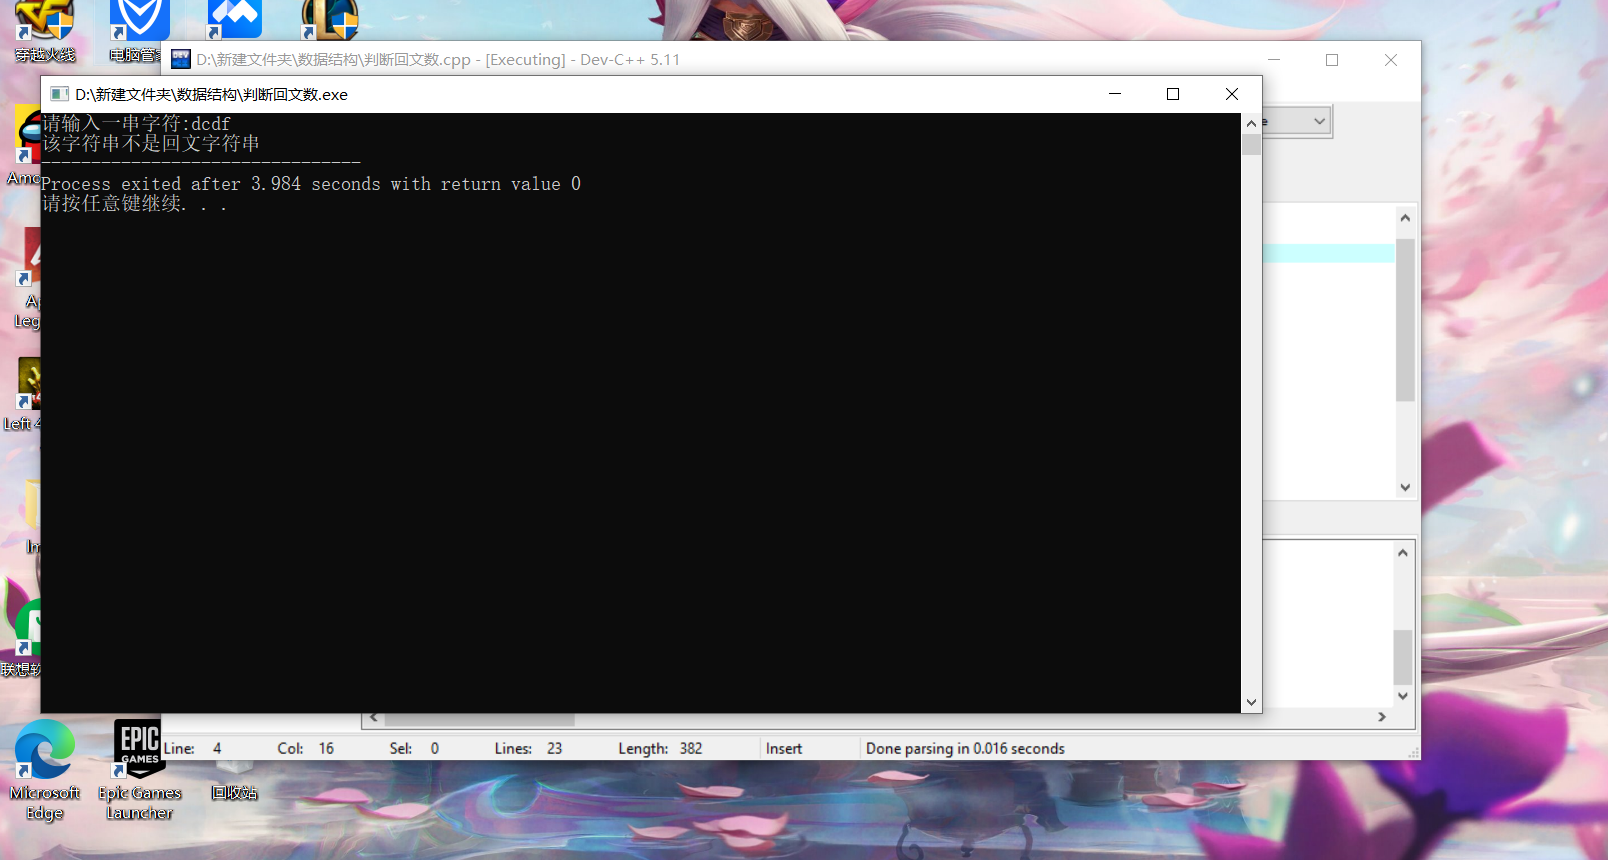 穿越火线
电脑管家
D:\新建文件夹\数据结构\判断回文数.cpp - [Executing] - Dev-C++ 5.11
D:\新建文件夹\数据结构\判断回文数.exe
请输入一串字符:dcdf
该字符串不是回文字符串
--------------------------------
Process exited after 3.984 seconds with return value 0
请按任意键继续. . .
Amo
Ap
Leg
Left 4
Im
联想软
Line: 4 Col: 16 Sel: 0 Lines: 23 Length: 382 Insert Done parsing in 0.016 seconds
EPIC
GAMES
Microsoft
Edge
Epic Games
Launcher
回收站